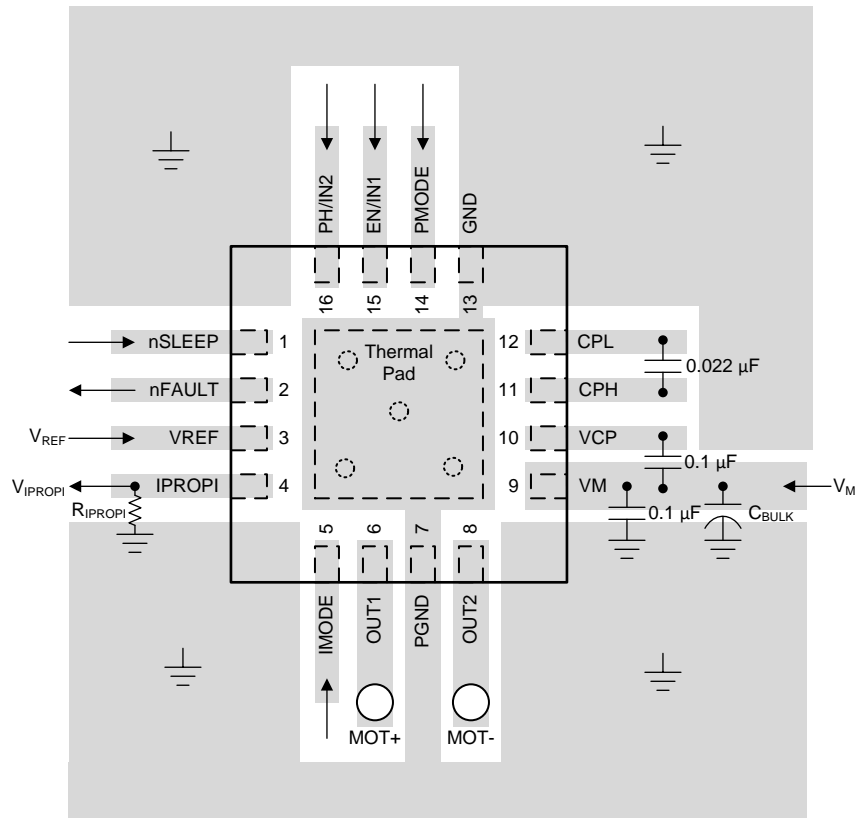 PH/IN2
EN/IN1
PMODE
GND
16
15
14
13
nSLEEP 1
nFAULT 2
VREF VREF 3
VIPROPI IPROPI 4
RIPROPI
Thermal
Pad
12 CPL
0.022 µF
11 CPH
10 VCP
0.1 µF
9 VM
VM
0.1 µF
CBULK
5
6
7
8
IMODE
OUT1
PGND
OUT2
MOT+
MOT-